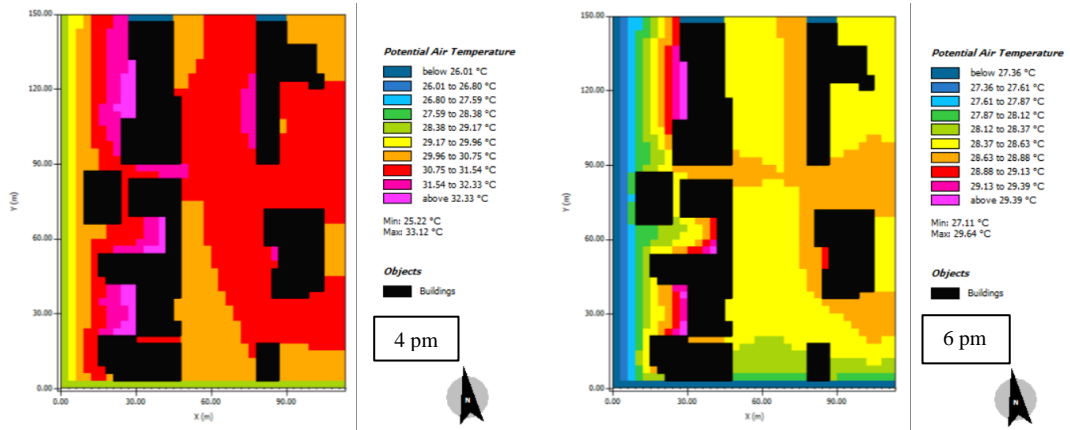 150.00
120.00
90.00
60.00
30.00
0.00
Y (m)
0.00 30.00 60.00 90.00
X (m)
Potential Air Temperature
below 26.01 °C
26.01 to 26.80 °C
26.80 to 27.59 °C
27.59 to 28.38 °C
28.38 to 29.17 °C
29.17 to 29.96 °C
29.96 to 30.75 °C
30.75 to 31.54 °C
31.54 to 32.33 °C
above 32.33 °C
Min: 25.22 °C
Max: 33.12 °C
Objects
Buildings
4 pm
N
150.00
120.00
90.00
60.00
30.00
0.00
Y (m)
0.00 30.00 60.00 90.00
X (m)
Potential Air Temperature
below 27.36 °C
27.36 to 27.61 °C
27.61 to 27.87 °C
27.87 to 28.12 °C
28.12 to 28.37 °C
28.37 to 28.63 °C
28.63 to 28.88 °C
28.88 to 29.13 °C
29.13 to 29.39 °C
above 29.39 °C
Min: 27.11 °C
Max: 29.64 °C
Objects
Buildings
6 pm
N